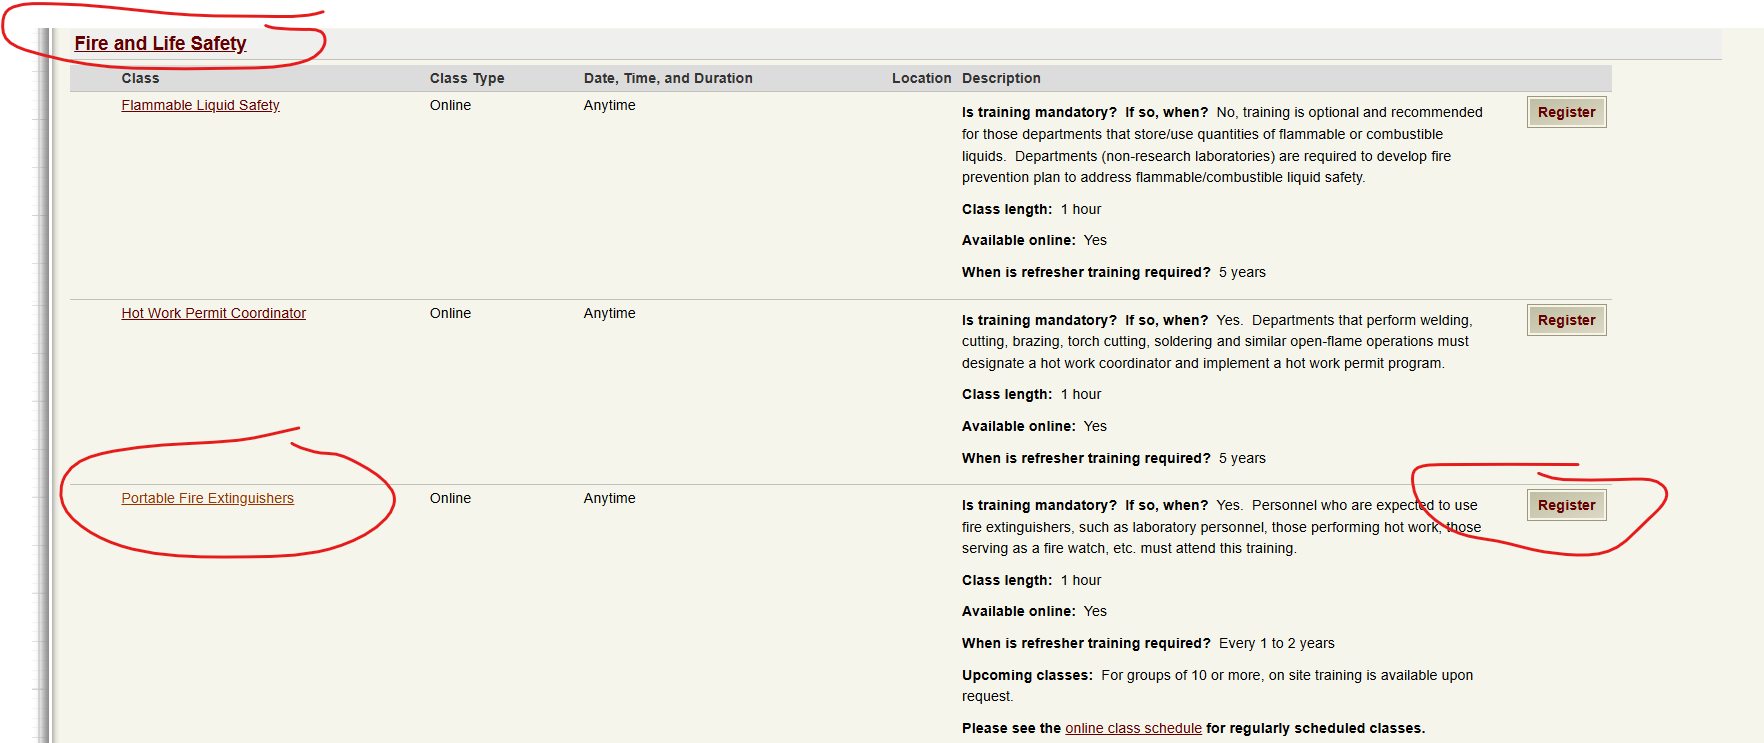 Fire and Life Safety
Class Class Type Date, Time, and Duration Location Description
Flammable Liquid Safety Online Anytime Is training mandatory? If so, when? No, training is optional and recommended Register
for those departments that store/use quantities of flammable or combustible
liquids. Departments (non-research laboratories) are required to develop fire
prevention plan to address flammable/combustible liquid safety.
Class length: 1 hour
Available online: Yes
When is refresher training required? 5 years
Hot Work Permit Coordinator Online Anytime Is training mandatory? If so, when? Yes. Departments that perform welding, Register
cutting, brazing, torch cutting, soldering and similar open-flame operations must
designate a hot work coordinator and implement a hot work permit program.
Class length: 1 hour
Available online: Yes
When is refresher training required? 5 years
Portable Fire Extinguishers Online Anytime Is training mandatory? If so, when? Yes. Personnel who are expected to use Register
fire extinguishers, such as laboratory personnel, those performing hot work, those
serving as a fire watch, etc. must attend this training.
Class length: 1 hour
Available online: Yes
When is refresher training required? Every 1 to 2 years
Upcoming classes: For groups of 10 or more, on site training is available upon
request.
Please see the online class schedule for regularly scheduled classes.